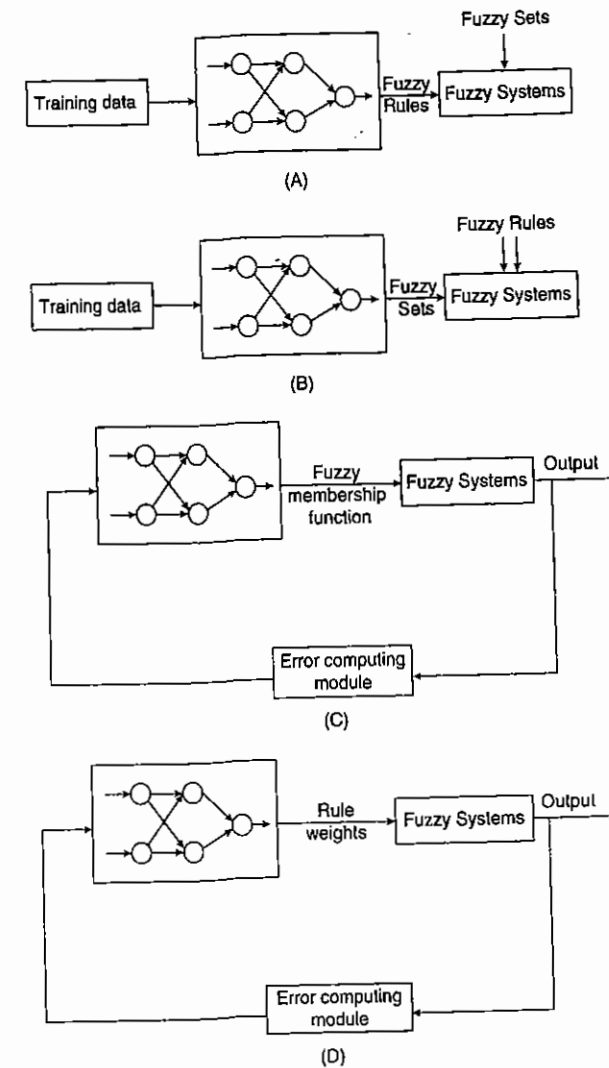 Fuzzy Sets
Training data
Fuzzy
Rules
Fuzzy Systems
(A)
Fuzzy Rules
Training data
Fuzzy
Sets
Fuzzy Systems
(B)
Fuzzy
membership
function
Fuzzy Systems
Output
Error computing
module
(C)
Rule
weights
Fuzzy Systems
Output
Error computing
module
(D)